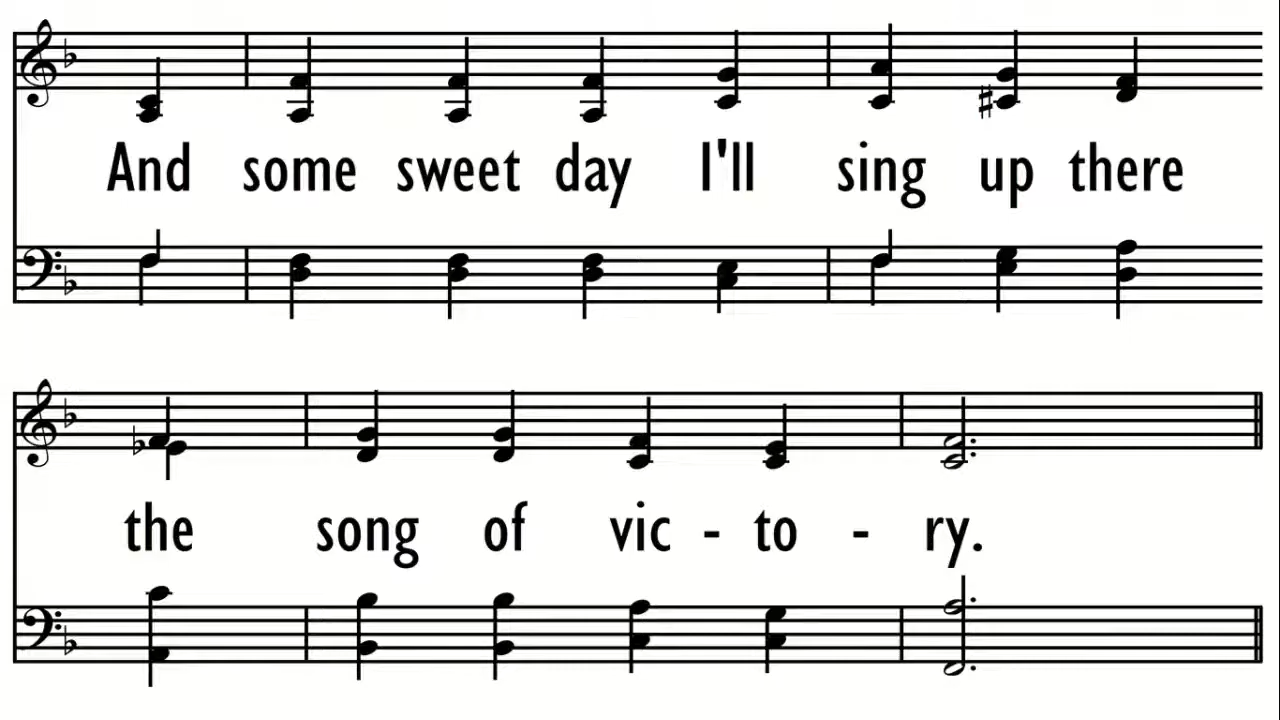 And some sweet day I'll sing up there
the song of vic - to - ry.